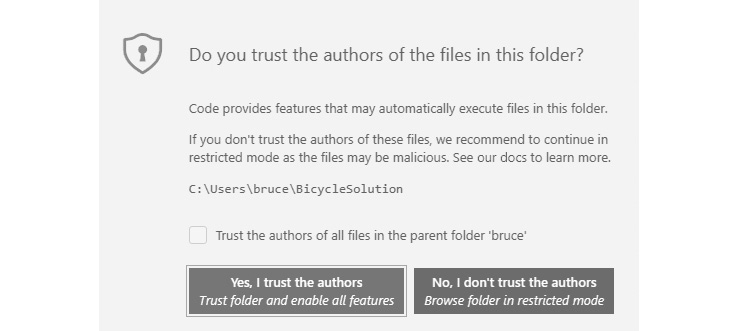 Do you trust the authors of the files in this folder?
Code provides features that may automatically execute files in this folder.
If you don't trust the authors of these files, we recommend to continue in
restricted mode as the files may be malicious. See our docs to learn more.
C:\Users\bruce\BicycleSolution
Trust the authors of all files in the parent folder 'bruce'
Yes, I trust the authors
Trust folder and enable all features
No, I don't trust the authors
Browse folder in restricted mode